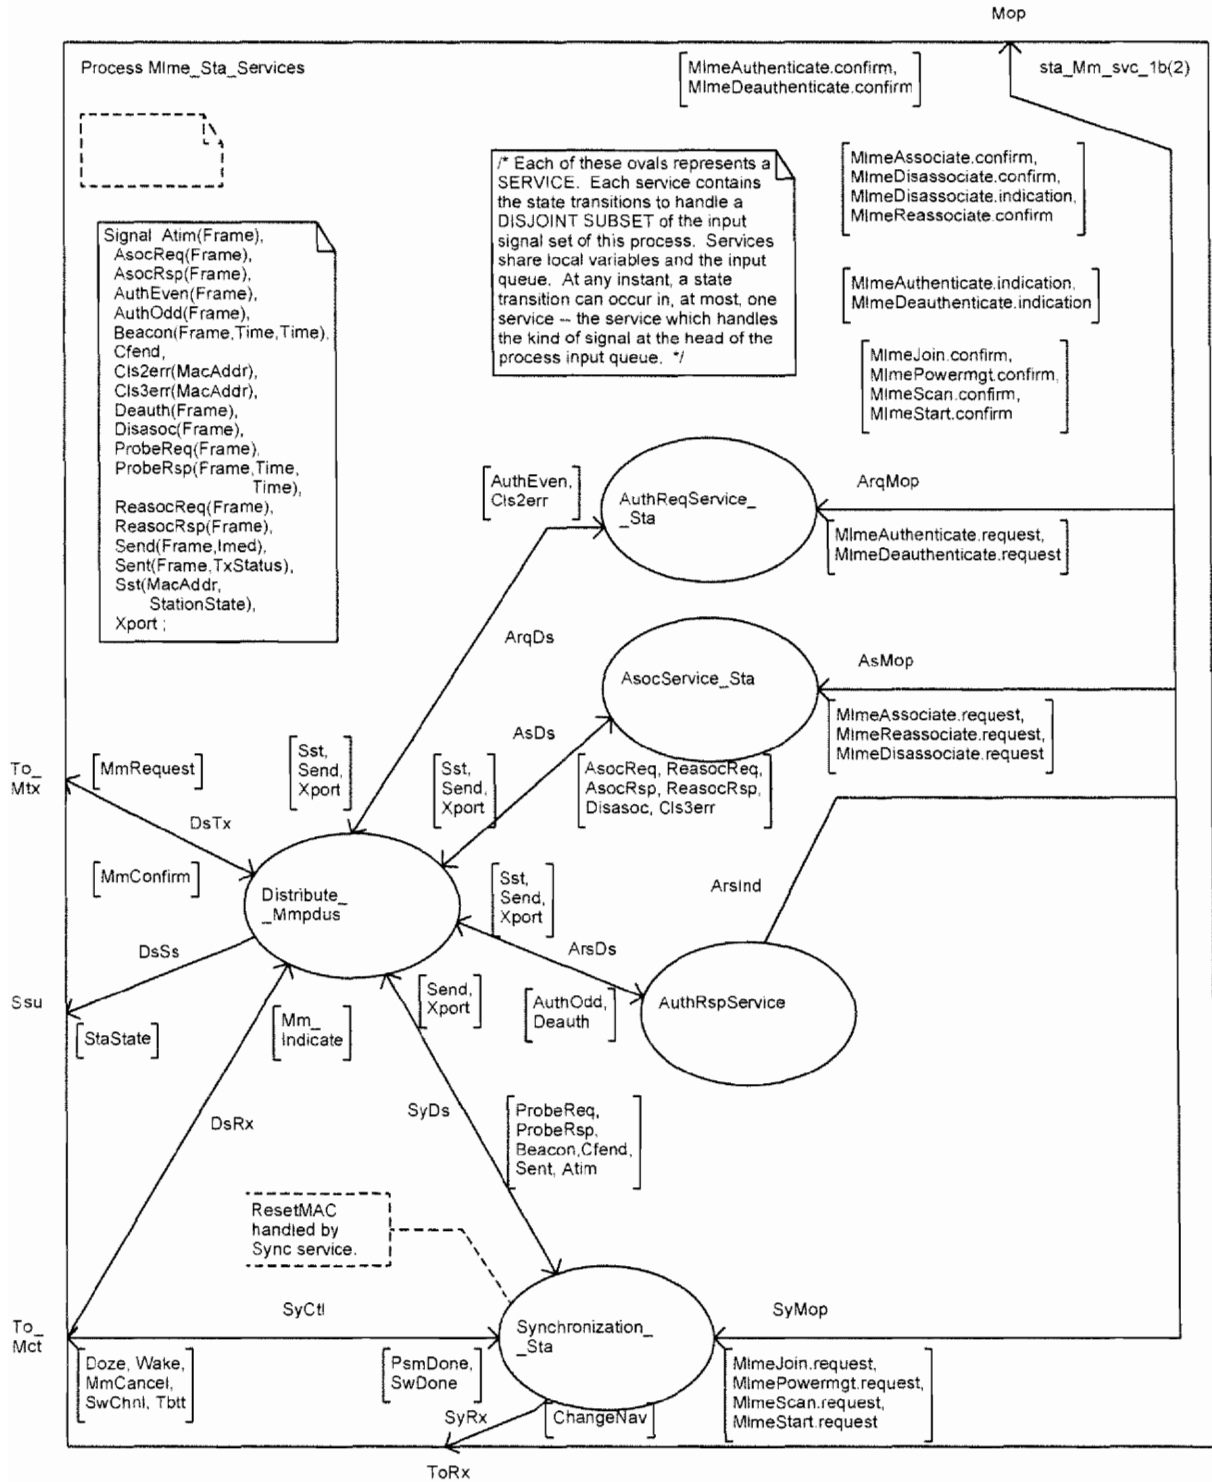 Mop
Process Mlme_Sta_Services
MlmeAuthenticate.confirm,
MlmeDeauthenticate.confirm
sta_Mm_svc_1b(2)
/* Each of these ovals represents a
SERVICE. Each service contains
the state transitions to handle a
DISJOINT SUBSET of the input
signal set of this process. Services
share local variables and the input
queue. At any instant, a state
transition can occur in, at most, one
service -- the service which handles
the kind of signal at the head of the
process input queue. */
MlmeAssociate.confirm,
MlmeDisassociate.confirm,
MlmeDisassociate.indication,
MlmeReassociate.confirm
MlmeAuthenticate.indication,
MlmeDeauthenticate.indication
MlmeJoin.confirm,
MlmePowermgt.confirm,
MlmeScan.confirm,
MlmeStart.confirm
Signal Atim(Frame),
AsocReq(Frame),
AsocRsp(Frame),
AuthEven(Frame),
AuthOdd(Frame),
Beacon(Frame,Time,Time),
Cfend,
Cls2err(MacAddr),
Cls3err(MacAddr),
Deauth(Frame),
Disasoc(Frame),
ProbeReq(Frame),
ProbeRsp(Frame,Time,
Time),
ReasocReq(Frame),
ReasocRsp(Frame),
Send(Frame,Imed),
Sent(Frame,TxStatus),
Sst(MacAddr,
StationState),
Xport ;
AuthEven,
Cls2err
AuthReqService_
_Sta
ArqMop
MlmeAuthenticate.request,
MlmeDeauthenticate.request
ArqDs
AsocService_Sta
AsMop
MlmeAssociate.request,
MlmeReassociate.request,
MlmeDisassociate.request
AsDs
AsocReq, ReasocReq,
AsocRsp, ReasocRsp,
Disasoc, Cls3err
To_
Mtx
MmRequest
Sst,
Send,
Xport
Sst,
Send,
Xport
DsTx
MmConfirm
Distribute_
_Mmpdus
Sst,
Send,
Xport
ArsInd
DsSs
ArsDs
Ssu
StaState
Mm_
Indicate
Send,
Xport
AuthOdd,
Deauth
AuthRspService
DsRx
SyDs
ProbeReq,
ProbeRsp,
Beacon,Cfend,
Sent, Atim
ResetMAC
handled by
Sync service.
To_
Mct
SyCtl
Synchronization_
_Sta
SyMop
Doze, Wake,
MmCancel,
SwChnl, Tbtt
PsmDone,
SwDone
MlmeJoin.request,
MlmePowermgt.request,
MlmeScan.request,
MlmeStart.request
SyRx
ChangeNav
ToRx